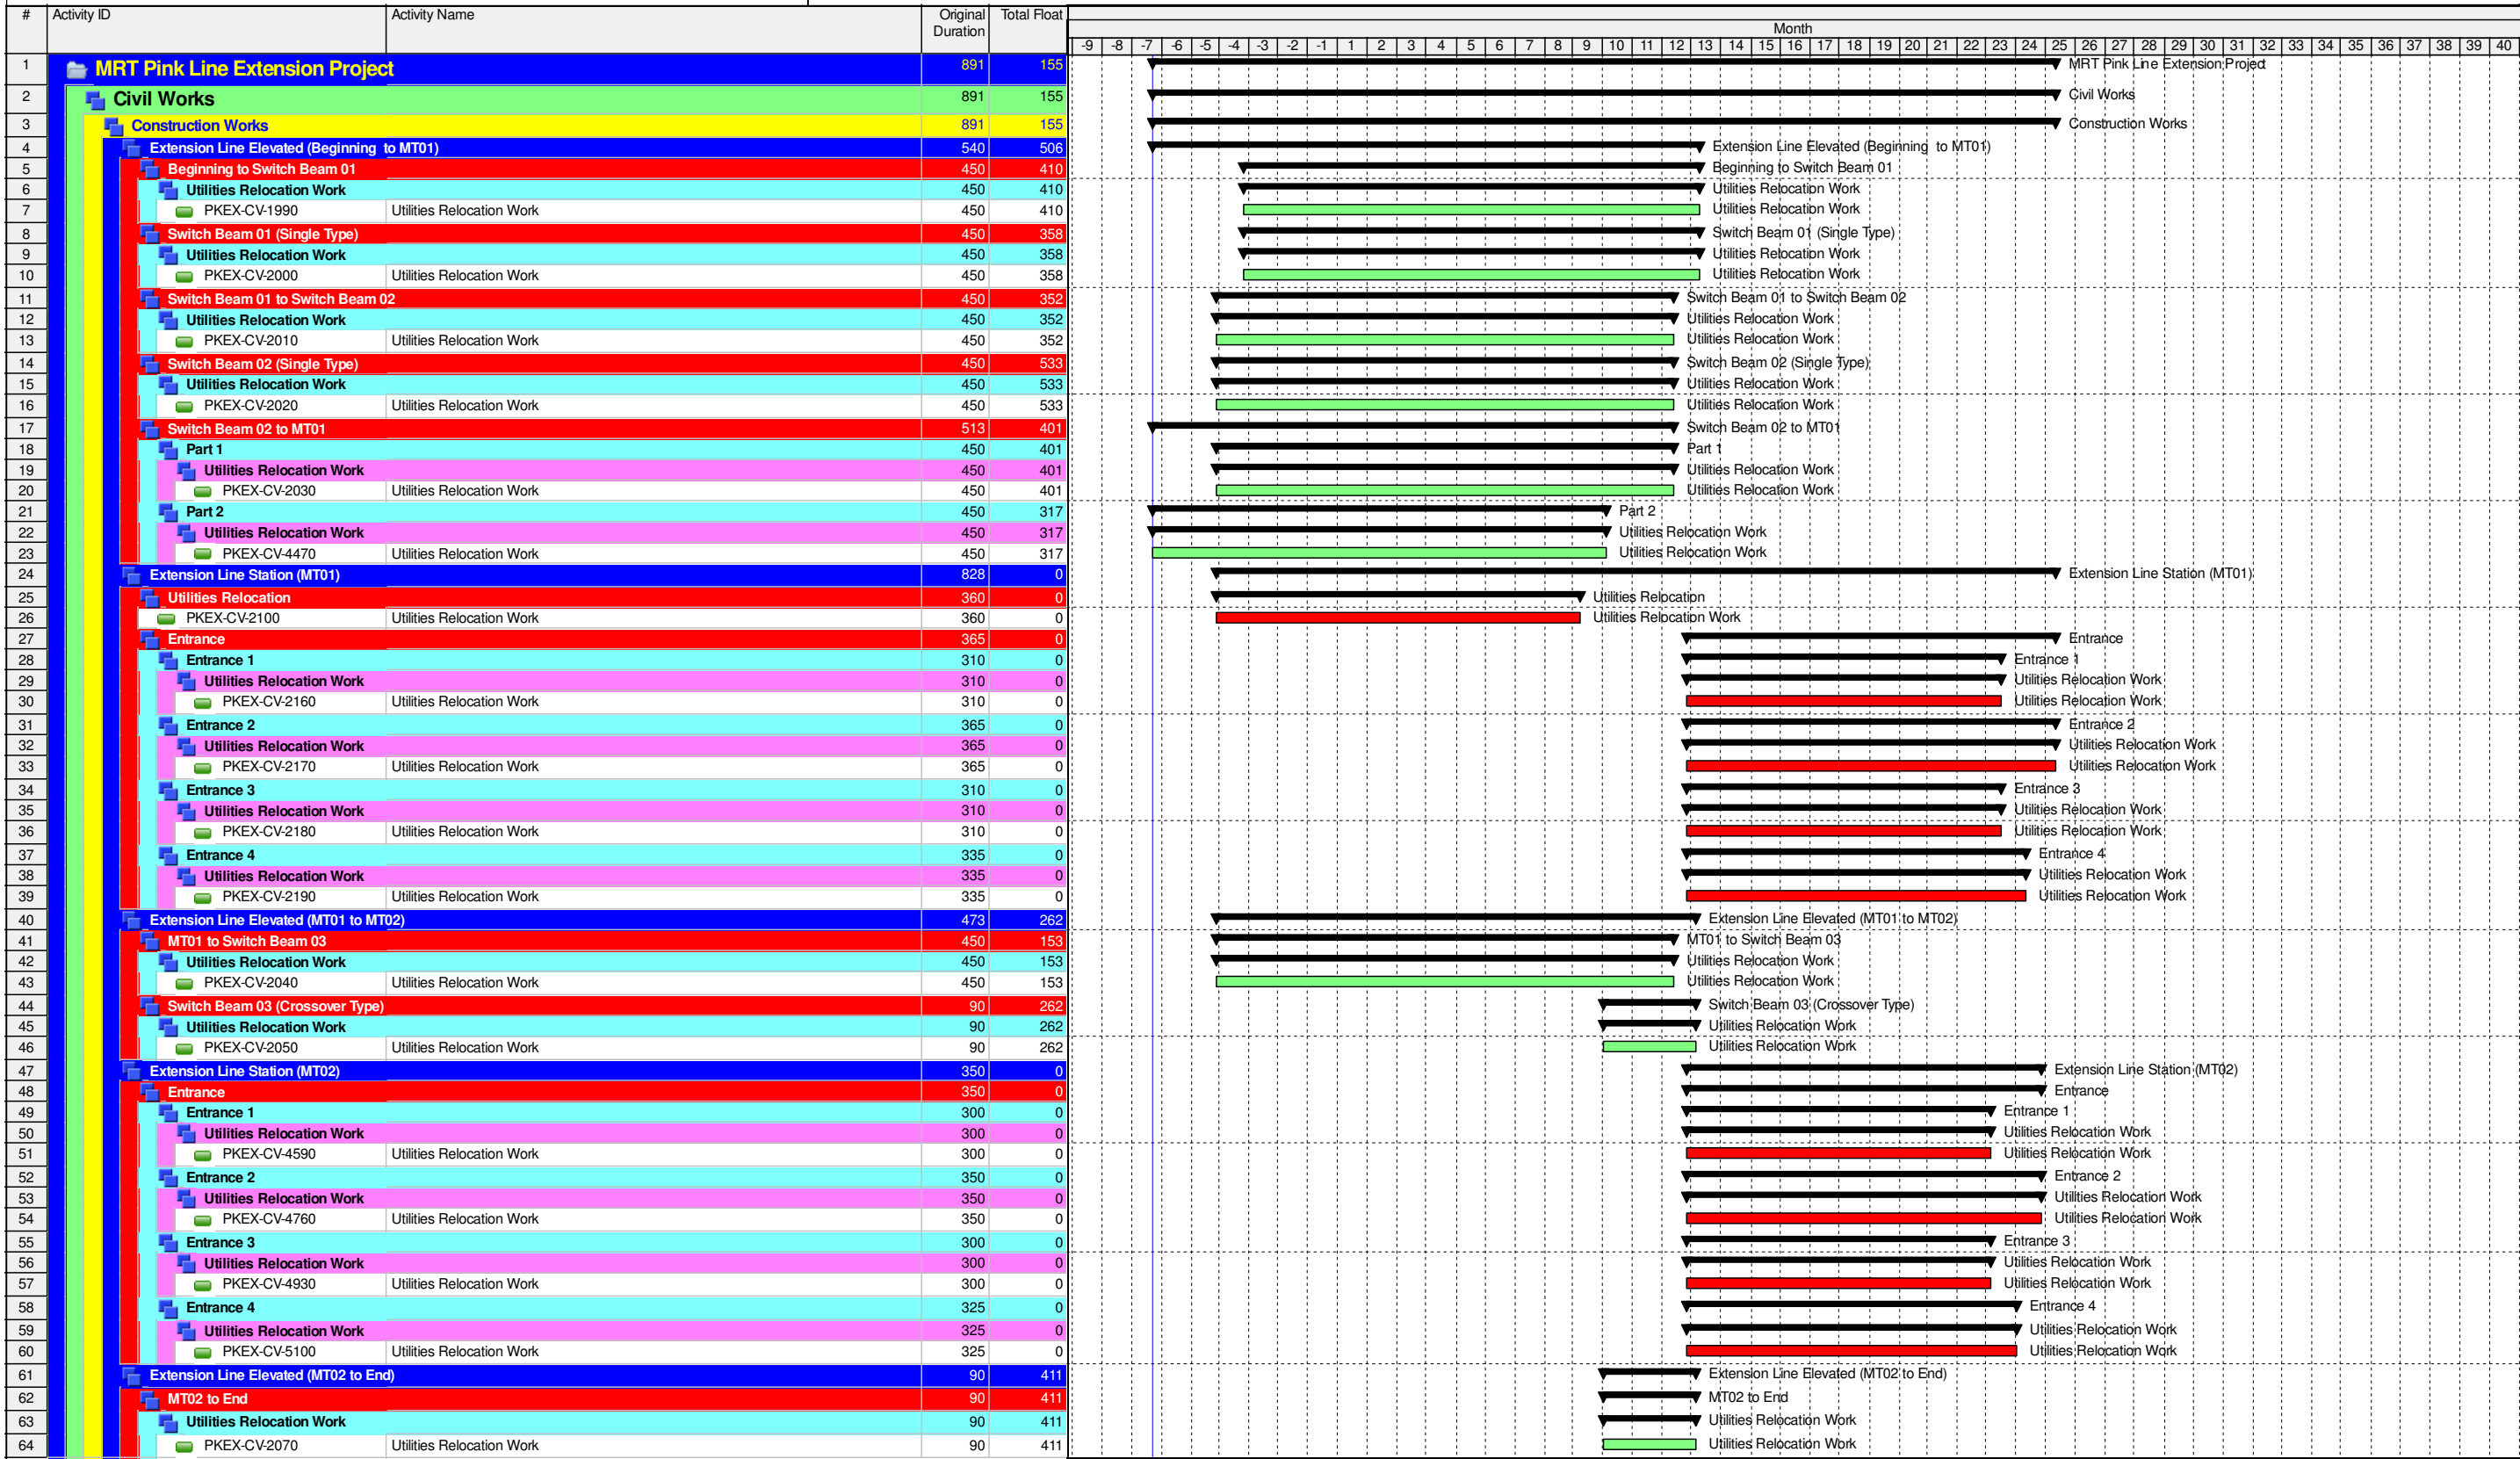 # Activity ID Activity Name Original Duration Total Float Month
-9 -8 -7 -6 -5 -4 -3 -2 -1 1 2 3 4 5 6 7 8 9 10 11 12 13 14 15 16 17 18 19 20 21 22 23 24 25 26 27 28 29 30 31 32 33 34 35 36 37 38 39 40
1 MRT Pink Line Extension Project 891 155 MRT Pink Line Extension Project
2 Civil Works 891 155 Civil Works
3 Construction Works 891 155 Construction Works
4 Extension Line Elevated (Beginning to MT01) 540 506 Extension Line Elevated (Beginning to MT01)
5 Beginning to Switch Beam 01 450 410 Beginning to Switch Beam 01
6 Utilities Relocation Work 450 410 Utilities Relocation Work
7 PKEX-CV-1990 Utilities Relocation Work 450 410 Utilities Relocation Work
8 Switch Beam 01 (Single Type) 450 358 Switch Beam 01 (Single Type)
9 Utilities Relocation Work 450 358 Utilities Relocation Work
10 PKEX-CV-2000 Utilities Relocation Work 450 358 Utilities Relocation Work
11 Switch Beam 01 to Switch Beam 02 450 352 Switch Beam 01 to Switch Beam 02
12 Utilities Relocation Work 450 352 Utilities Relocation Work
13 PKEX-CV-2010 Utilities Relocation Work 450 352 Utilities Relocation Work
14 Switch Beam 02 (Single Type) 450 533 Switch Beam 02 (Single Type)
15 Utilities Relocation Work 450 533 Utilities Relocation Work
16 PKEX-CV-2020 Utilities Relocation Work 450 533 Utilities Relocation Work
17 Switch Beam 02 to MT01 513 401 Switch Beam 02 to MT01
18 Part 1 450 401 Part 1
19 Utilities Relocation Work 450 401 Utilities Relocation Work
20 PKEX-CV-2030 Utilities Relocation Work 450 401 Utilities Relocation Work
21 Part 2 450 317 Part 2
22 Utilities Relocation Work 450 317 Utilities Relocation Work
23 PKEX-CV-4470 Utilities Relocation Work 450 317 Utilities Relocation Work
24 Extension Line Station (MT01) 828 0 Extension Line Station (MT01)
25 Utilities Relocation 360 0 Utilities Relocation
26 PKEX-CV-2100 Utilities Relocation Work 360 0 Utilities Relocation Work
27 Entrance 365 0 Entrance
28 Entrance 1 310 0 Entrance 1
29 Utilities Relocation Work 310 0 Utilities Relocation Work
30 PKEX-CV-2160 Utilities Relocation Work 310 0 Utilities Relocation Work
31 Entrance 2 365 0 Entrance 2
32 Utilities Relocation Work 365 0 Utilities Relocation Work
33 PKEX-CV-2170 Utilities Relocation Work 365 0 Utilities Relocation Work
34 Entrance 3 310 0 Entrance 3
35 Utilities Relocation Work 310 0 Utilities Relocation Work
36 PKEX-CV-2180 Utilities Relocation Work 310 0 Utilities Relocation Work
37 Entrance 4 335 0 Entrance 4
38 Utilities Relocation Work 335 0 Utilities Relocation Work
39 PKEX-CV-2190 Utilities Relocation Work 335 0 Utilities Relocation Work
40 Extension Line Elevated (MT01 to MT02) 473 262 Extension Line Elevated (MT01 to MT02)
41 MT01 to Switch Beam 03 450 153 MT01 to Switch Beam 03
42 Utilities Relocation Work 450 153 Utilities Relocation Work
43 PKEX-CV-2040 Utilities Relocation Work 450 153 Utilities Relocation Work
44 Switch Beam 03 (Crossover Type) 90 262 Switch Beam 03 (Crossover Type)
45 Utilities Relocation Work 90 262 Utilities Relocation Work
46 PKEX-CV-2050 Utilities Relocation Work 90 262 Utilities Relocation Work
47 Extension Line Station (MT02) 350 0 Extension Line Station (MT02)
48 Entrance 350 0 Entrance
49 Entrance 1 300 0 Entrance 1
50 Utilities Relocation Work 300 0 Utilities Relocation Work
51 PKEX-CV-4590 Utilities Relocation Work 300 0 Utilities Relocation Work
52 Entrance 2 350 0 Entrance 2
53 Utilities Relocation Work 350 0 Utilities Relocation Work
54 PKEX-CV-4760 Utilities Relocation Work 350 0 Utilities Relocation Work
55 Entrance 3 300 0 Entrance 3
56 Utilities Relocation Work 300 0 Utilities Relocation Work
57 PKEX-CV-4930 Utilities Relocation Work 300 0 Utilities Relocation Work
58 Entrance 4 325 0 Entrance 4
59 Utilities Relocation Work 325 0 Utilities Relocation Work
60 PKEX-CV-5100 Utilities Relocation Work 325 0 Utilities Relocation Work
61 Extension Line Elevated (MT02 to End) 90 411 Extension Line Elevated (MT02 to End)
62 MT02 to End 90 411 MT02 to End
63 Utilities Relocation Work 90 411 Utilities Relocation Work
64 PKEX-CV-2070 Utilities Relocation Work 90 411 Utilities Relocation Work